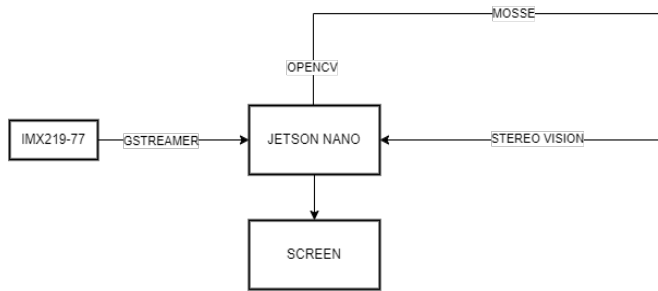 MOSSE
OPENCV
IMX219-77
GSTREAMER
JETSON NANO
STEREO VISION
SCREEN